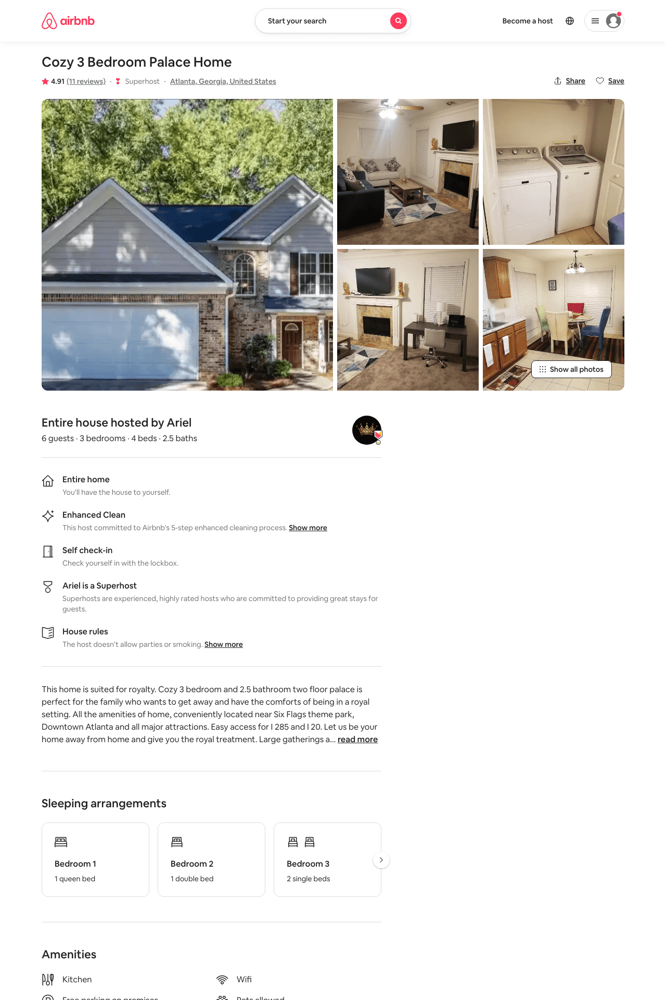 airbnb
Start your search
Become a host
Cozy 3 Bedroom Palace Home
4.91 (11 reviews) · Superhost · Atlanta, Georgia, United States
Share
Save
Show all photos
Entire house hosted by Ariel
6 guests · 3 bedrooms · 4 beds · 2.5 baths
Entire home
You'll have the house to yourself.
Enhanced Clean
This host committed to Airbnb's 5-step enhanced cleaning process. Show more
Self check-in
Check yourself in with the lockbox.
Ariel is a Superhost
Superhosts are experienced, highly rated hosts who are committed to providing great stays for
guests.
House rules
The host doesn't allow parties or smoking. Show more
This home is suited for royalty. Cozy 3 bedroom and 2.5 bathroom two floor palace is
perfect for the family who wants to get away and have the comforts of being in a royal
setting. All the amenities of home, conveniently located near Six Flags theme park,
Downtown Atlanta and all major attractions. Easy access for I 285 and I 20. Let us be your
home away from home and give you the royal treatment. Large gatherings a... read more
Sleeping arrangements
Bedroom 1
1 queen bed
Bedroom 2
1 double bed
Bedroom 3
2 single beds
Amenities
Kitchen
Wifi
Free parking on premises
Pets allowed